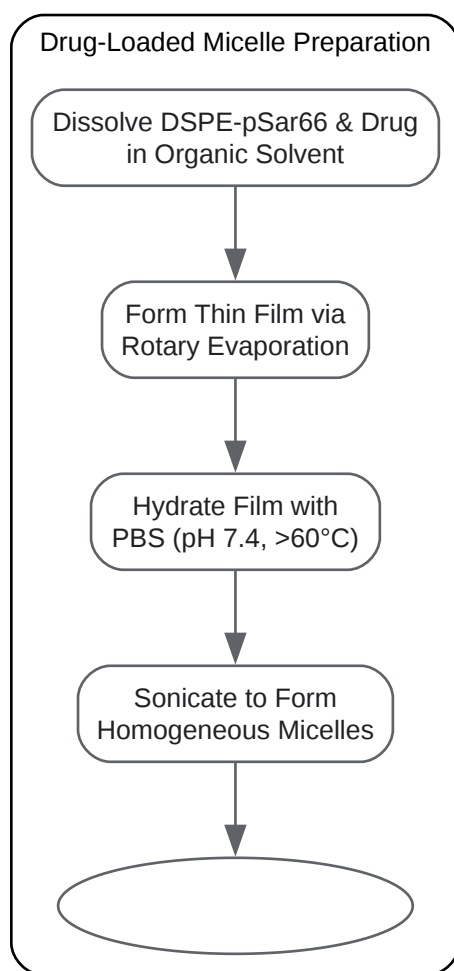 Drug-Loaded Micelle Preparation
Dissolve DSPE-pSar66 & Drug
in Organic Solvent
Form Thin Film via
Rotary Evaporation
Hydrate Film with
PBS (pH 7.4, >60°C)
Sonicate to Form
Homogeneous Micelles